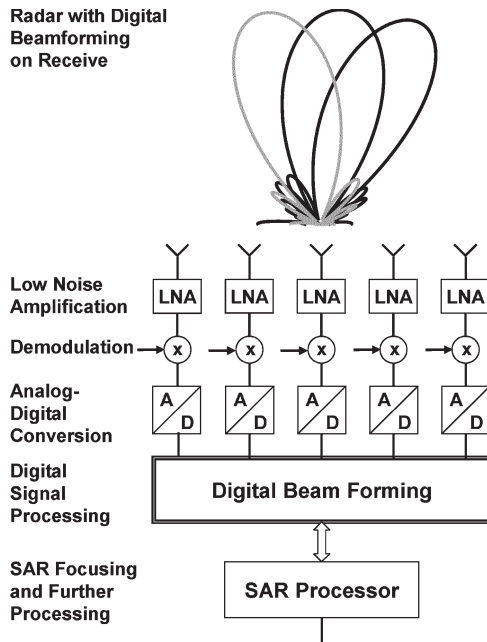 Radar with Digital
Beamforming
on Receive
Low Noise
Amplification
LNA LNA LNA LNA LNA
Demodulation
x x x x x
Analog-
Digital
Conversion
A D A D A D A D A D
Digital
Signal
Processing
Digital Beam Forming
SAR Focusing
and Further
Processing
SAR Processor